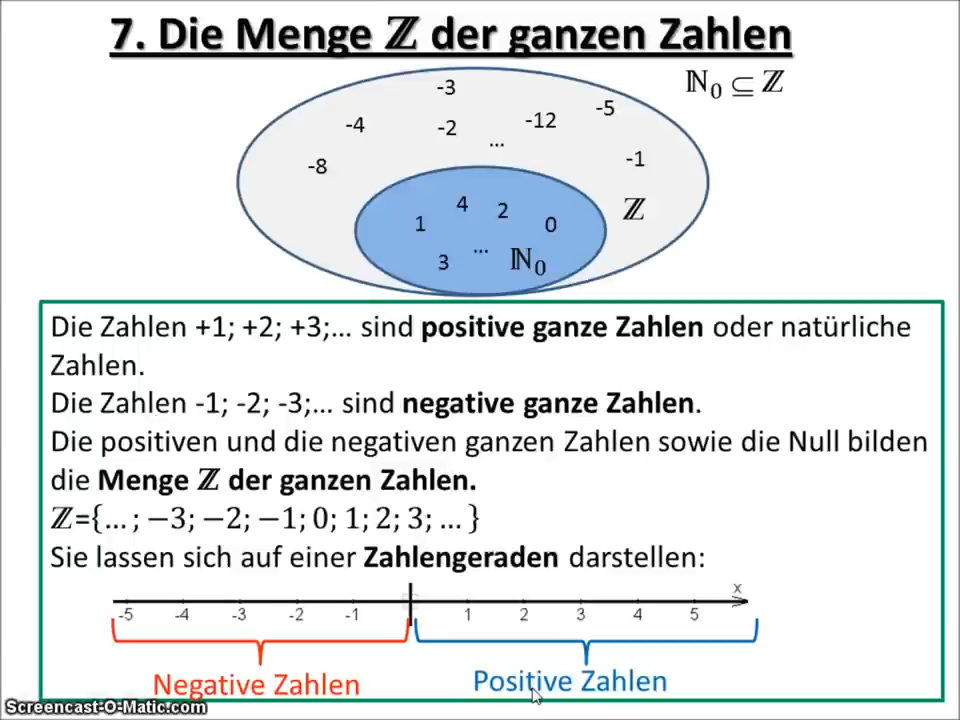 7. Die Menge ℤ der ganzen Zahlen
ℕ₀ ⊆ ℤ
-3
-5
-4
-2
-12
...
-1
-8
ℤ
4
2
1
0
...
3
ℕ₀
Die Zahlen +1; +2; +3;... sind positive ganze Zahlen oder natürliche
Zahlen.
Die Zahlen -1; -2; -3;... sind negative ganze Zahlen.
Die positiven und die negativen ganzen Zahlen sowie die Null bilden
die Menge ℤ der ganzen Zahlen.
ℤ={... ; −3; −2; −1; 0; 1; 2; 3; ... }
Sie lassen sich auf einer Zahlengeraden darstellen:
x
-5 -4 -3 -2 -1 1 2 3 4 5
Negative Zahlen Positive Zahlen
Screencast-O-Matic.com